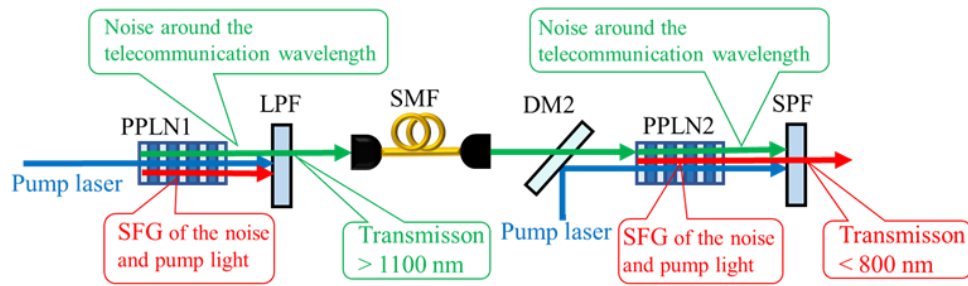 Noise around the
telecommunication wavelength
Noise around the
telecommunication wavelength
LPF
SMF
DM2
SPF
PPLN1
PPLN2
Pump laser
Pump laser
SFG of the noise
and pump light
Transmisson
> 1100 nm
SFG of the noise
and pump light
Transmisson
< 800 nm